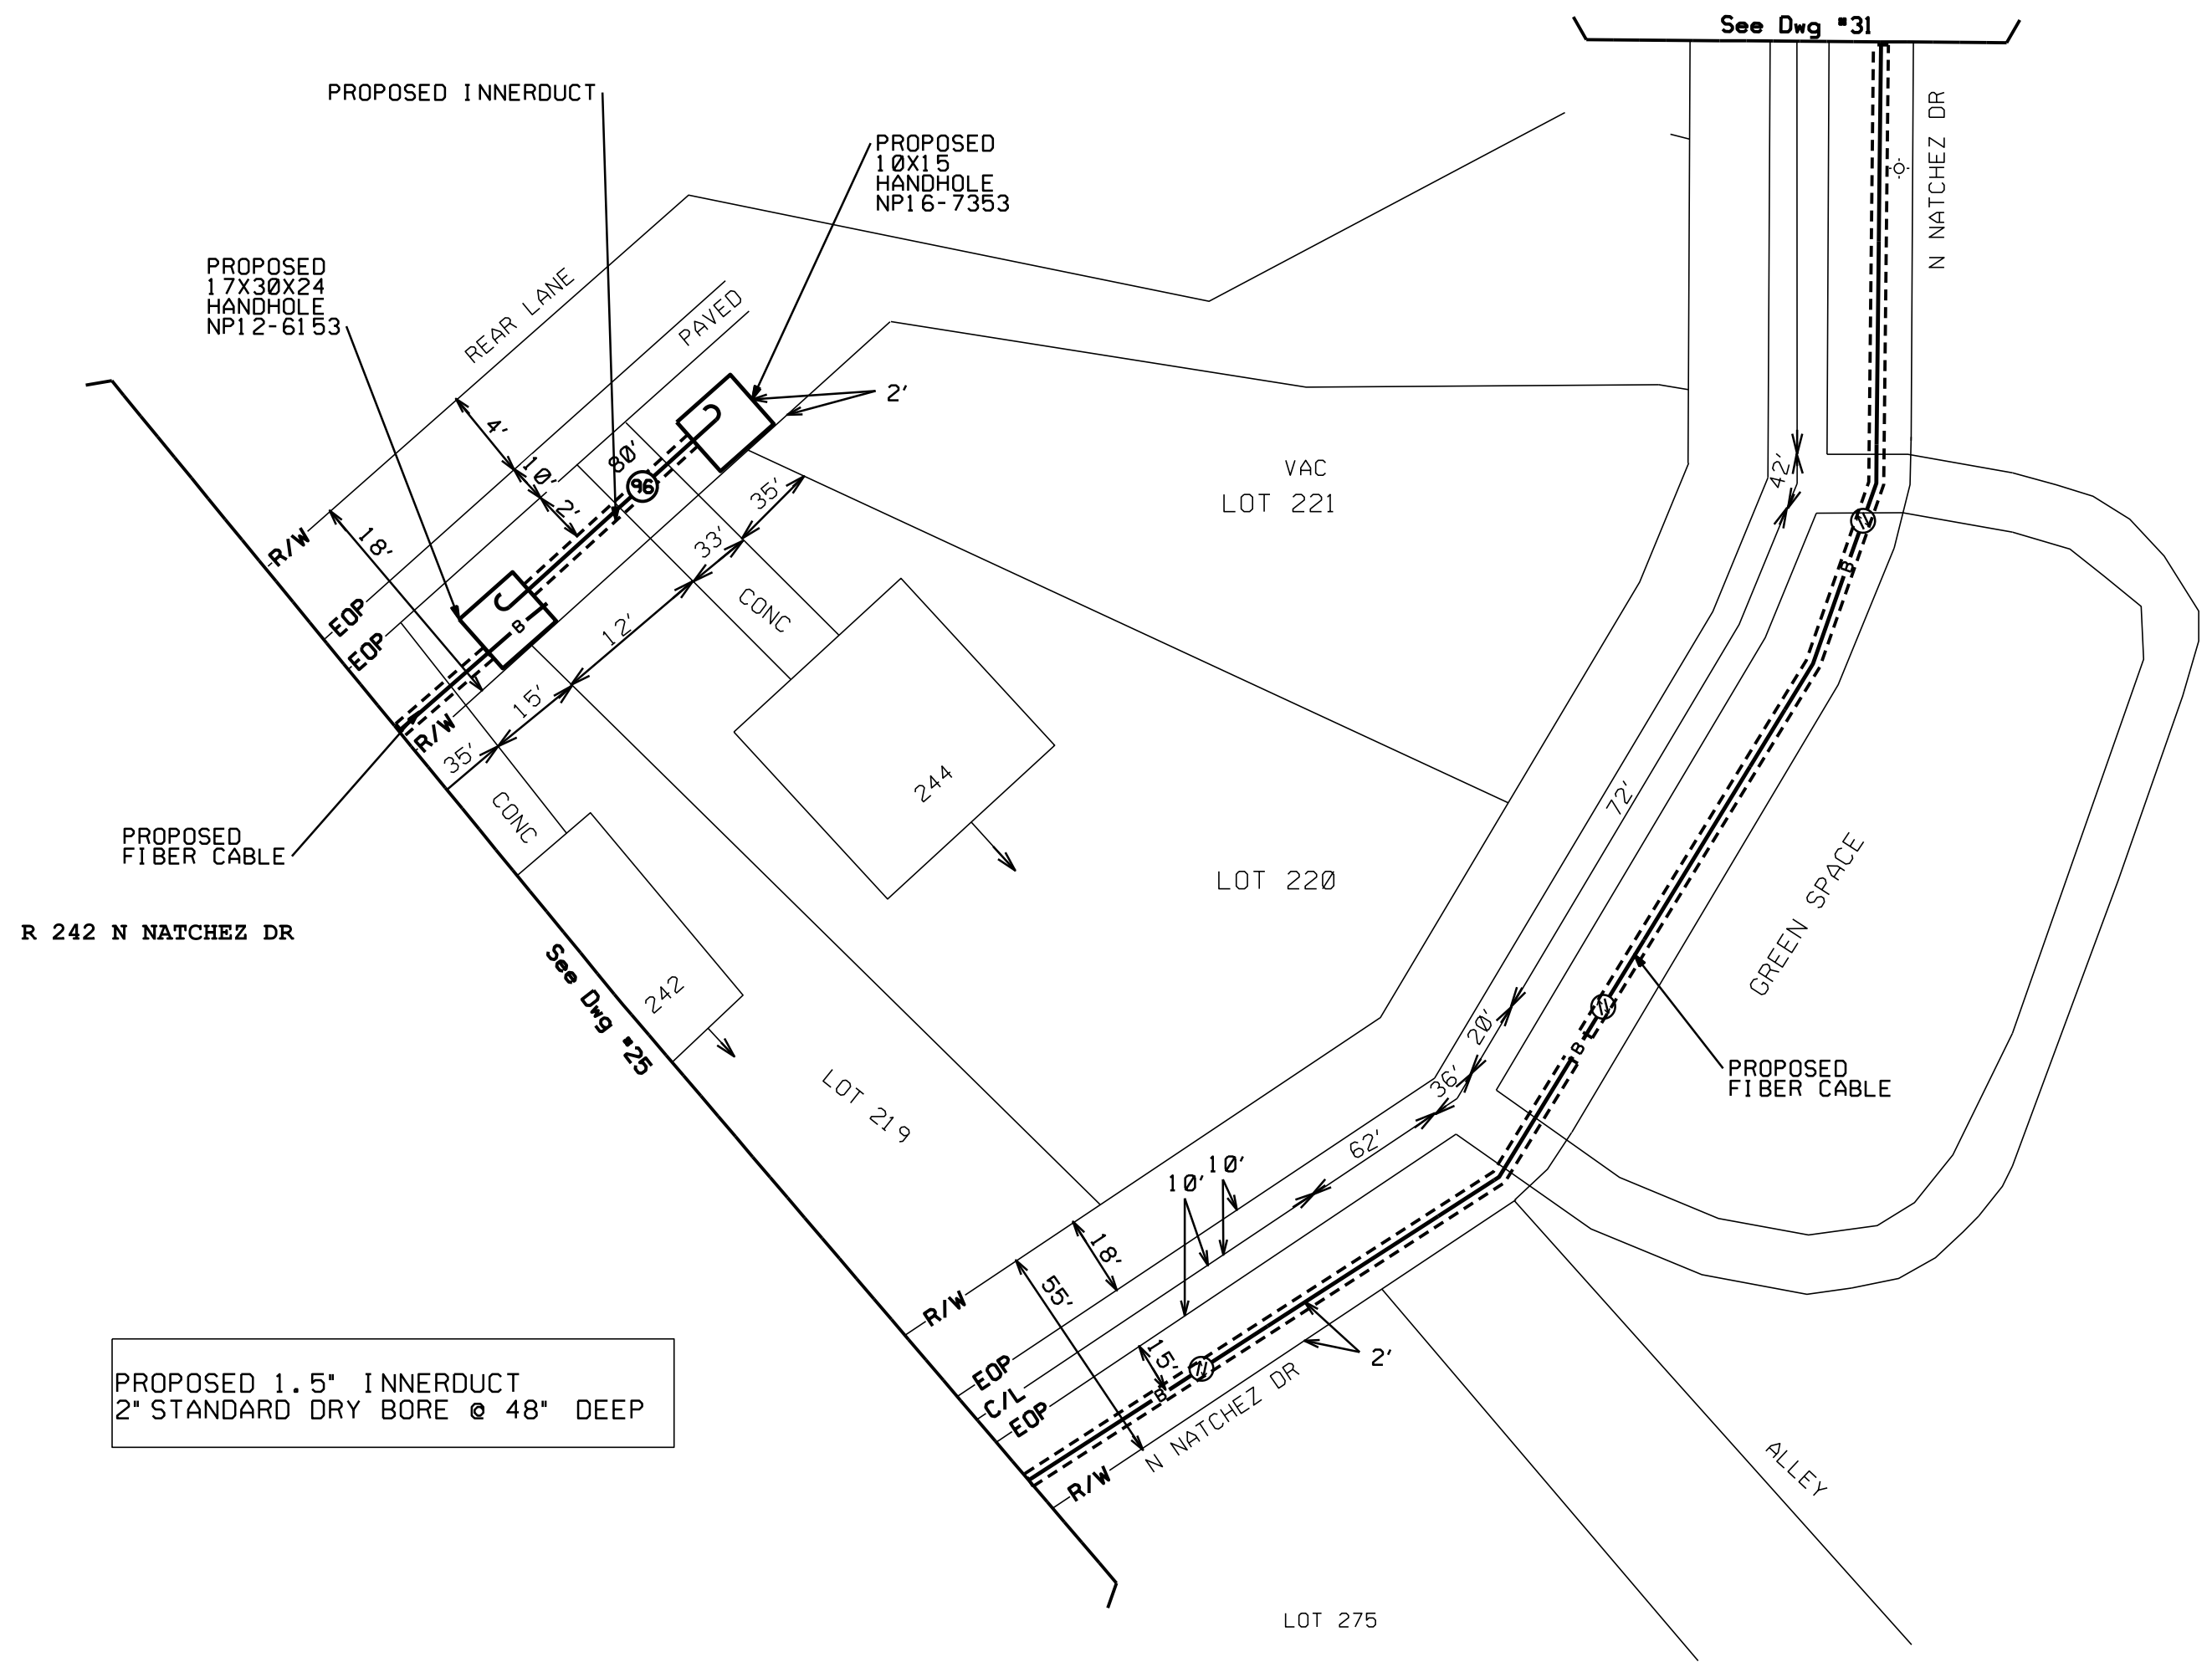 See Dwg "31
PROPOSED INNERDUCT
PROPOSED
10X15
HANDHOLE
NP16-7353
N NATCHEZ DR
PROPOSED
17X30X24
HANDHOLE
NP12-6153
REAR LANE
PAVED
2'
4'
10'
2'
80'
96
R/W
18'
EOP
EOP
R/W
B
35'
33'
12'
15'
35'
CONC
CONC
VAC
LOT 221
42'
B
PROPOSED
FIBER CABLE
R 242 N NATCHEZ DR
244
242
See Dwg "25
LOT 220
LOT 219
72'
GREEN SPACE
20'
36'
62'
B
PROPOSED
FIBER CABLE
10'
10'
18'
55'
15'
B
2'
R/W
EOP
C/L
EOP
R/W
N NATCHEZ DR
ALLEY
PROPOSED 1.5" INNERDUCT
2" STANDARD DRY BORE @ 48" DEEP
LOT 275